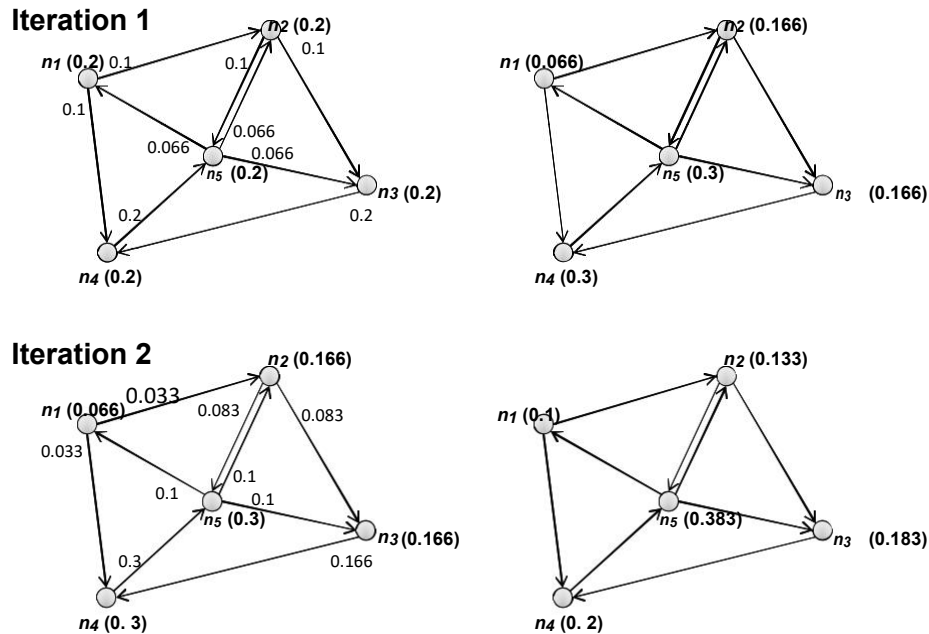 Iteration 1
n2 (0.2)
n1 (0.2)
0.1
0.1
0.1
0.1
0.066
0.066
0.066
n5 (0.2)
n3 (0.2)
0.2
0.2
n4 (0.2)
n2 (0.166)
n1 (0.066)
n5 (0.3)
n3 (0.166)
n4 (0.3)
Iteration 2
n2 (0.166)
0.033
n1 (0.066)
0.083
0.083
0.033
0.1
0.1
0.1
n5 (0.3)
n3 (0.166)
0.3
0.166
n4 (0. 3)
n2 (0.133)
n1 (0.1)
n5 (0.383)
n3 (0.183)
n4 (0. 2)